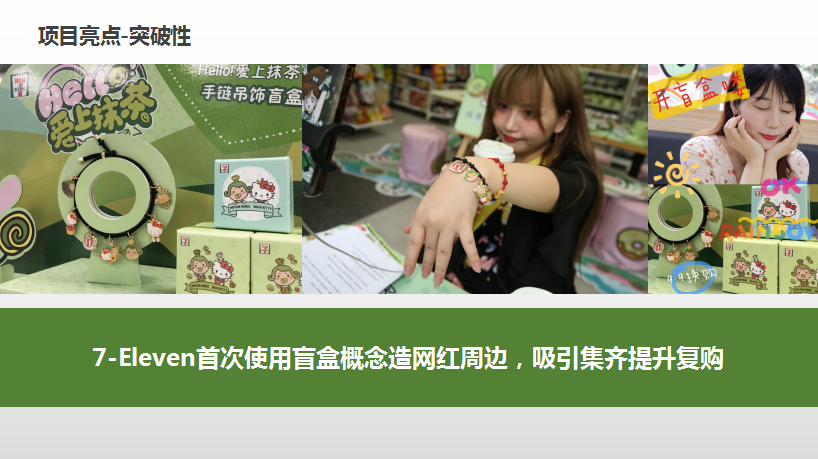 项目亮点-突破性
Hello!
爱上抹茶
Hello!爱上抹茶
手链吊饰盲盒
开盲盒喽
OK
RAINBOW
9.9换购
7-Eleven首次使用盲盒概念造网红周边，吸引集齐提升复购